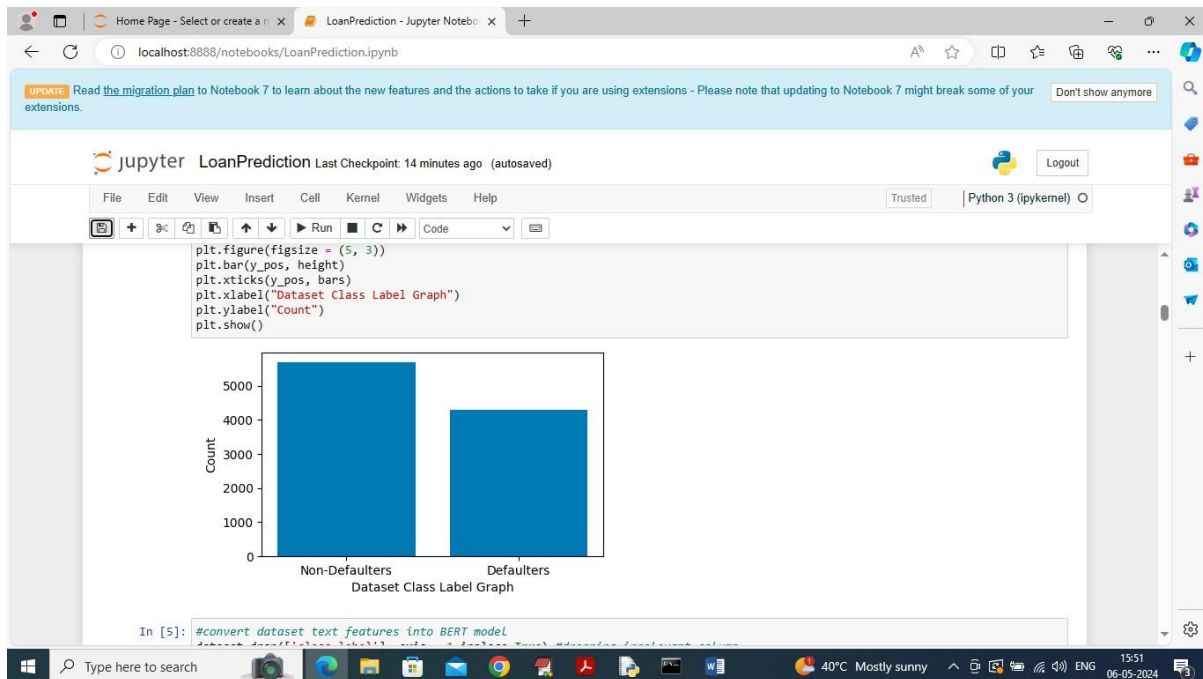 Home Page - Select or create a n
LoanPrediction - Jupyter Notebo
localhost:8888/notebooks/LoanPrediction.ipynb
UPDATE Read the migration plan to Notebook 7 to learn about the new features and the actions to take if you are using extensions - Please note that updating to Notebook 7 might break some of your
extensions.
Don't show anymore
jupyter LoanPrediction Last Checkpoint: 14 minutes ago (autosaved)
Logout
File Edit View Insert Cell Kernel Widgets Help
Trusted
Python 3 (ipykernel)
Run
Code
plt.figure(figsize = (5, 3))
plt.bar(y_pos, height)
plt.xticks(y_pos, bars)
plt.xlabel("Dataset Class Label Graph")
plt.ylabel("Count")
plt.show()
5000
4000
3000
2000
1000
0
Count
Non-Defaulters Defaulters
Dataset Class Label Graph
In [5]: #convert dataset text features into BERT model
Type here to search
40°C Mostly sunny
ENG
15:51
06-05-2024